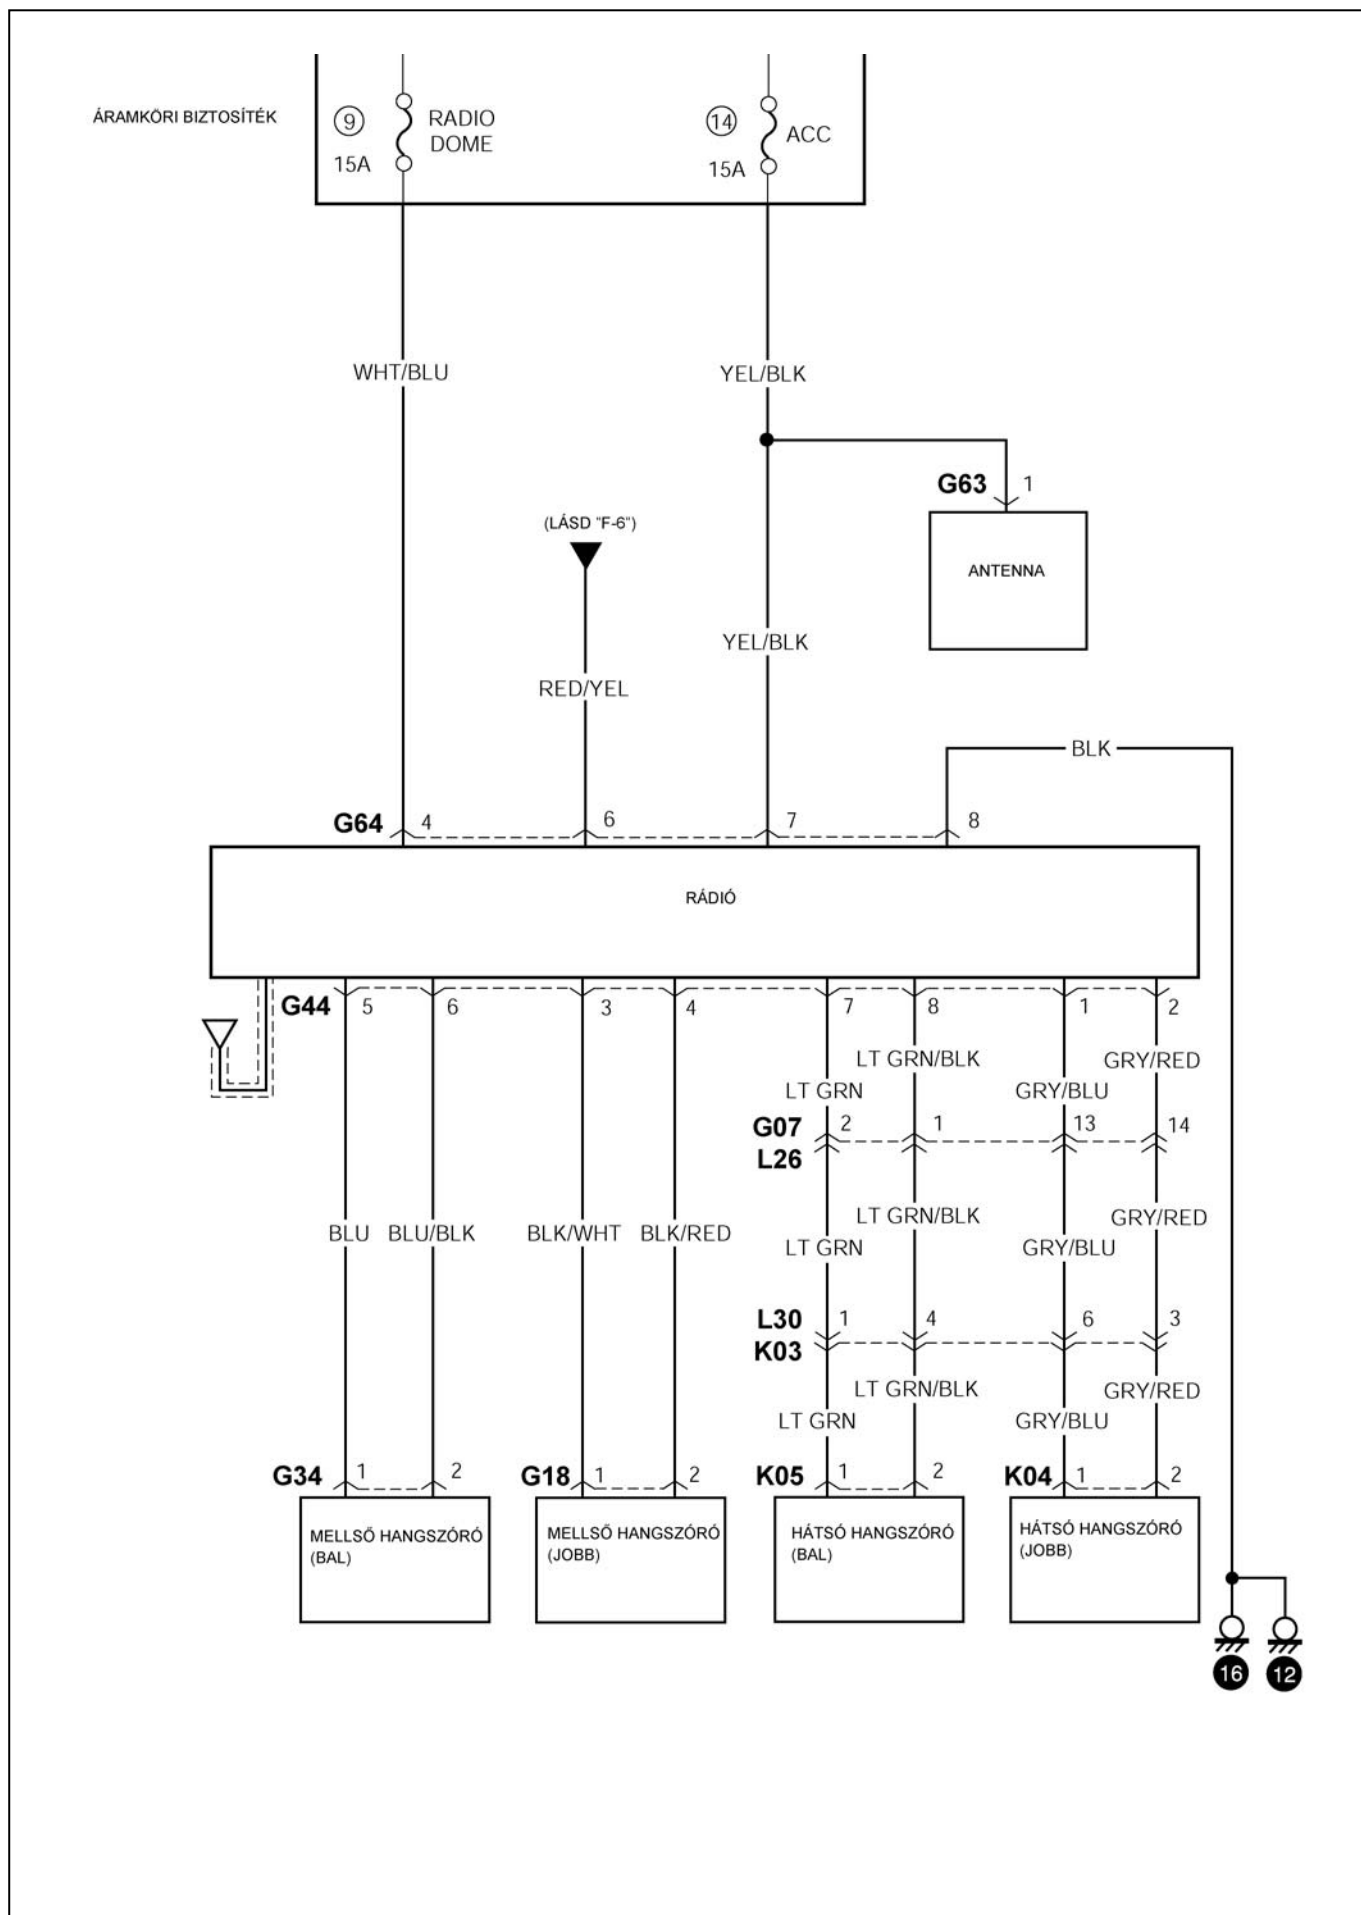 ÁRAMKÖRI BIZTOSÍTÉK
9
15A
RADIO
DOME
14
15A
ACC
WHT/BLU
YEL/BLK
G63
1
(LÁSD "F-6")
ANTENNA
YEL/BLK
RED/YEL
BLK
G64
4
6
7
8
RÁDIÓ
G44
5
6
3
4
7
8
1
2
LT GRN/BLK
GRY/RED
LT GRN
GRY/BLU
G07
2
1
13
14
L26
LT GRN/BLK
GRY/RED
BLU
BLU/BLK
BLK/WHT
BLK/RED
LT GRN
GRY/BLU
L30
1
4
6
3
K03
LT GRN/BLK
GRY/RED
LT GRN
GRY/BLU
G34
1
2
G18
1
2
K05
1
2
K04
1
2
MELLSŐ HANGSZÓRÓ
(BAL)
MELLSŐ HANGSZÓRÓ
(JOBB)
HÁTSÓ HANGSZÓRÓ
(BAL)
HÁTSÓ HANGSZÓRÓ
(JOBB)
16
12